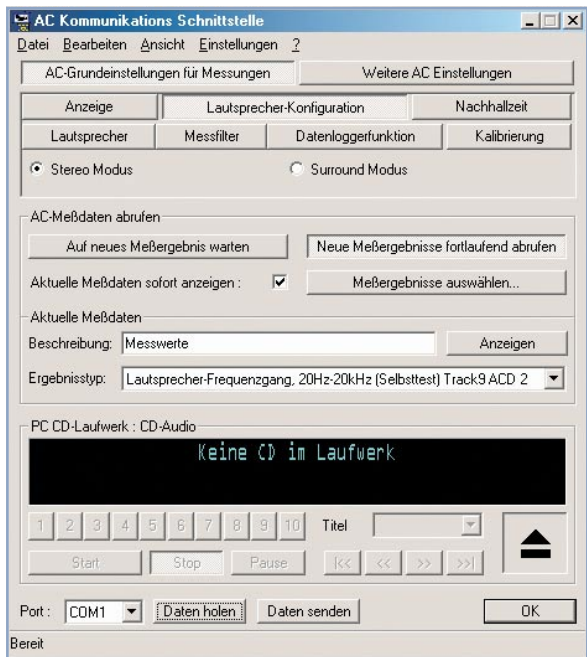 AC Kommunikations Schnittstelle
Datei Bearbeiten Ansicht Einstellungen ?
AC-Grundeinstellungen für Messungen Weitere AC Einstellungen
Anzeige Lautsprecher-Konfiguration Nachhallzeit
Lautsprecher Messfilter Datenloggerfunktion Kalibrierung
Stereo Modus Surround Modus
AC-Meßdaten abrufen
Auf neues Meßergebnis warten Neue Meßergebnisse fortlaufend abrufen
Aktuelle Meßdaten sofort anzeigen : Meßergebnisse auswählen...
Aktuelle Meßdaten
Beschreibung: Messwerte Anzeigen
Ergebnistyp: Lautsprecher-Frequenzgang, 20Hz-20kHz (Selbsttest) Track9 ACD 2
PC CD-Laufwerk : CD-Audio
Keine CD im Laufwerk
1 2 3 4 5 6 7 8 9 10 Titel
Start Stop Pause |<< << >> >>|
Port : COM1 Daten holen Daten senden OK
Bereit